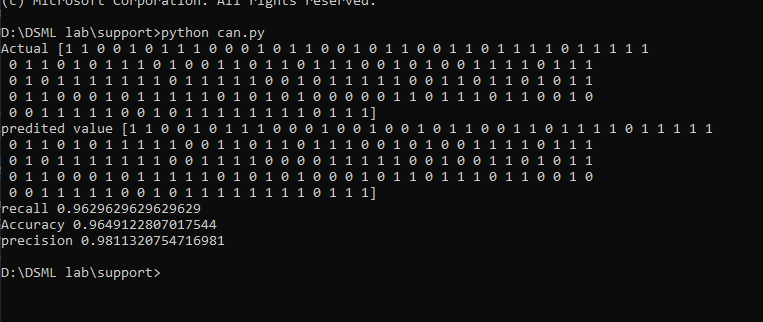 (c) Microsoft Corporation. All rights reserved.
D:\DSML lab\support>python can.py
Actual [1 1 0 0 1 0 1 1 1 0 0 0 1 0 1 1 0 0 1 0 1 1 0 0 1 1 0 1 1 1 1 0 1 1 1 1 1
0 1 1 0 1 0 1 1 1 0 1 0 0 1 1 0 1 1 0 1 1 1 0 0 1 0 1 0 0 1 1 1 1 0 1 1 1
0 1 0 1 1 1 1 1 1 0 1 1 1 1 0 0 1 0 1 1 1 1 1 0 0 1 1 0 1 1 0 1 0 1 1
0 1 1 0 0 0 1 0 1 1 1 1 1 0 1 0 1 0 1 0 0 0 0 0 1 1 0 1 1 1 0 1 1 0 0 1 0
0 0 1 1 1 1 1 1 0 0 1 0 1 1 1 1 1 1 1 1 0 1 1 1]
predited value [1 1 0 0 1 0 1 1 1 0 0 0 1 0 0 1 0 0 1 0 1 1 0 0 1 1 0 1 1 1 1 0 1 1 1 1 1
0 1 1 0 1 0 1 1 1 1 1 0 0 1 1 0 1 1 0 1 1 1 0 0 1 0 1 0 0 1 1 1 1 0 1 1 1
0 1 0 1 1 1 1 1 1 1 0 1 1 1 0 0 0 0 1 1 1 1 1 1 0 0 1 0 0 1 1 0 1 0 1 1
0 1 1 0 0 0 1 0 1 1 1 1 1 0 1 0 1 0 1 0 0 0 1 0 1 1 0 1 1 1 0 1 1 0 0 1 0
0 0 1 1 1 1 1 0 0 1 0 1 1 1 1 1 1 1 1 0 1 1 1]
recall 0.9629629629629629
Accuracy 0.9649122807017544
precision 0.9811320754716981
D:\DSML lab\support>